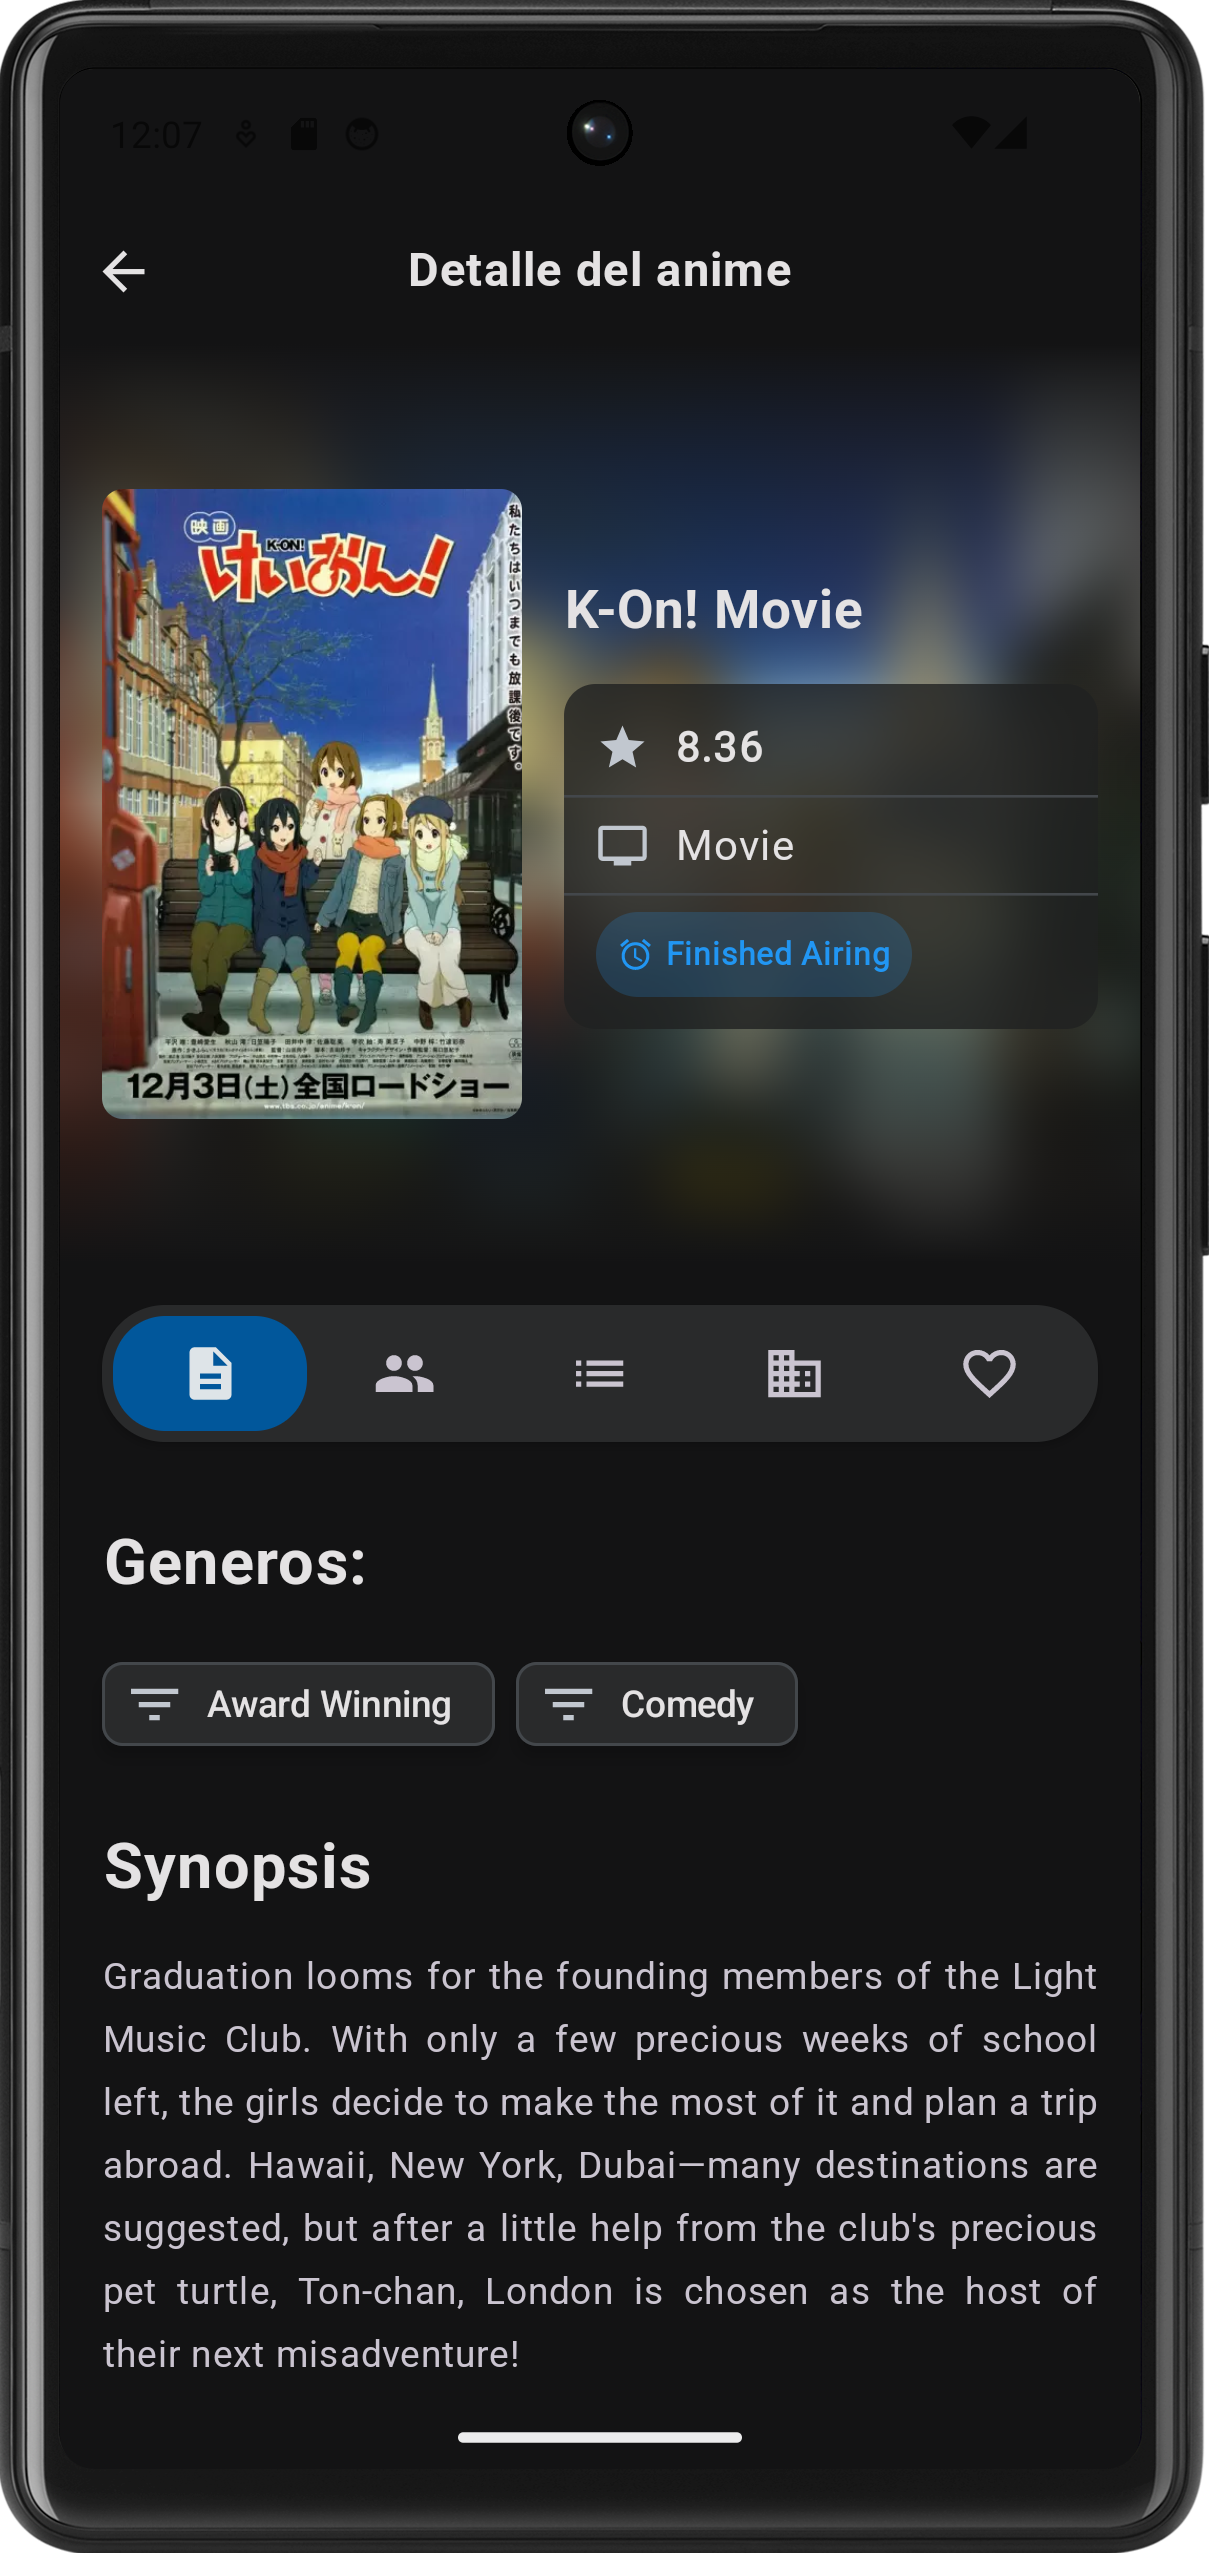 12:07
Detalle del anime
映画
K-ON!
けいおん!
私たちはいつまでも放課後です。
12月3日(土)全国ロードショー
www.tbs.co.jp/anime/k-on/
K-On! Movie
8.36
Movie
Finished Airing
Generos:
Award Winning
Comedy
Synopsis
Graduation looms for the founding members of the Light
Music Club. With only a few precious weeks of school
left, the girls decide to make the most of it and plan a trip
abroad. Hawaii, New York, Dubai—many destinations are
suggested, but after a little help from the club's precious
pet turtle, Ton-chan, London is chosen as the host of
their next misadventure!